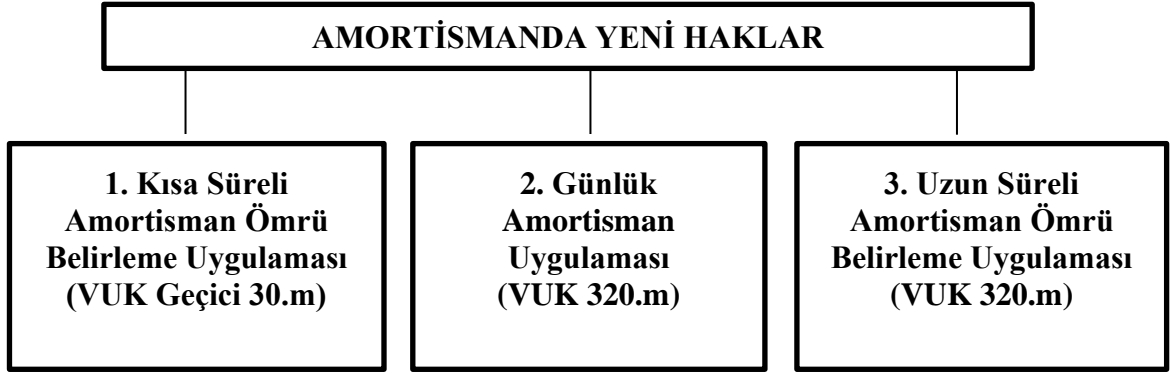 AMORTİSMANDA YENİ HAKLAR
1. Kısa Süreli
Amortisman Ömrü
Belirleme Uygulaması
(VUK Geçici 30.m)
2. Günlük
Amortisman
Uygulaması
(VUK 320.m)
3. Uzun Süreli
Amortisman Ömrü
Belirleme Uygulaması
(VUK 320.m)